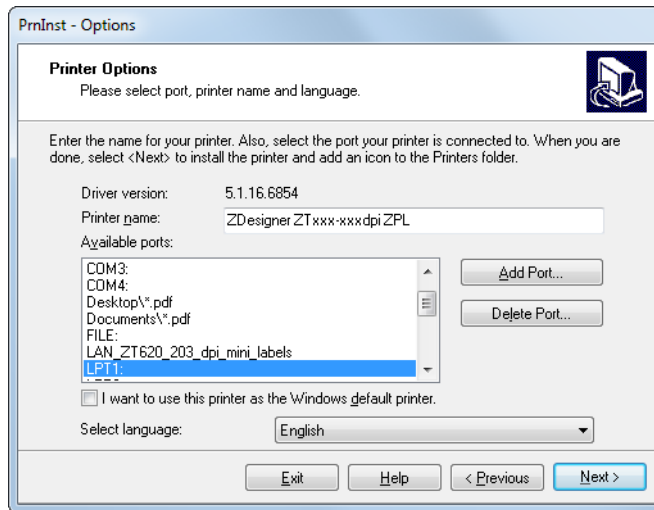 PrnInst - Options
Printer Options
Please select port, printer name and language.
Enter the name for your printer. Also, select the port your printer is connected to. When you are
done, select <Next> to install the printer and add an icon to the Printers folder.
Driver version: 5.1.16.6854
Printer name: ZDesigner ZTxxx-xxxdpi ZPL
Available ports:
COM3:
COM4:
Desktop\*.pdf
Documents\*.pdf
FILE:
LAN_ZT620_203_dpi_mini_labels
LPT1:
Add Port...
Delete Port...
I want to use this printer as the Windows default printer.
Select language: English
Exit Help < Previous Next >